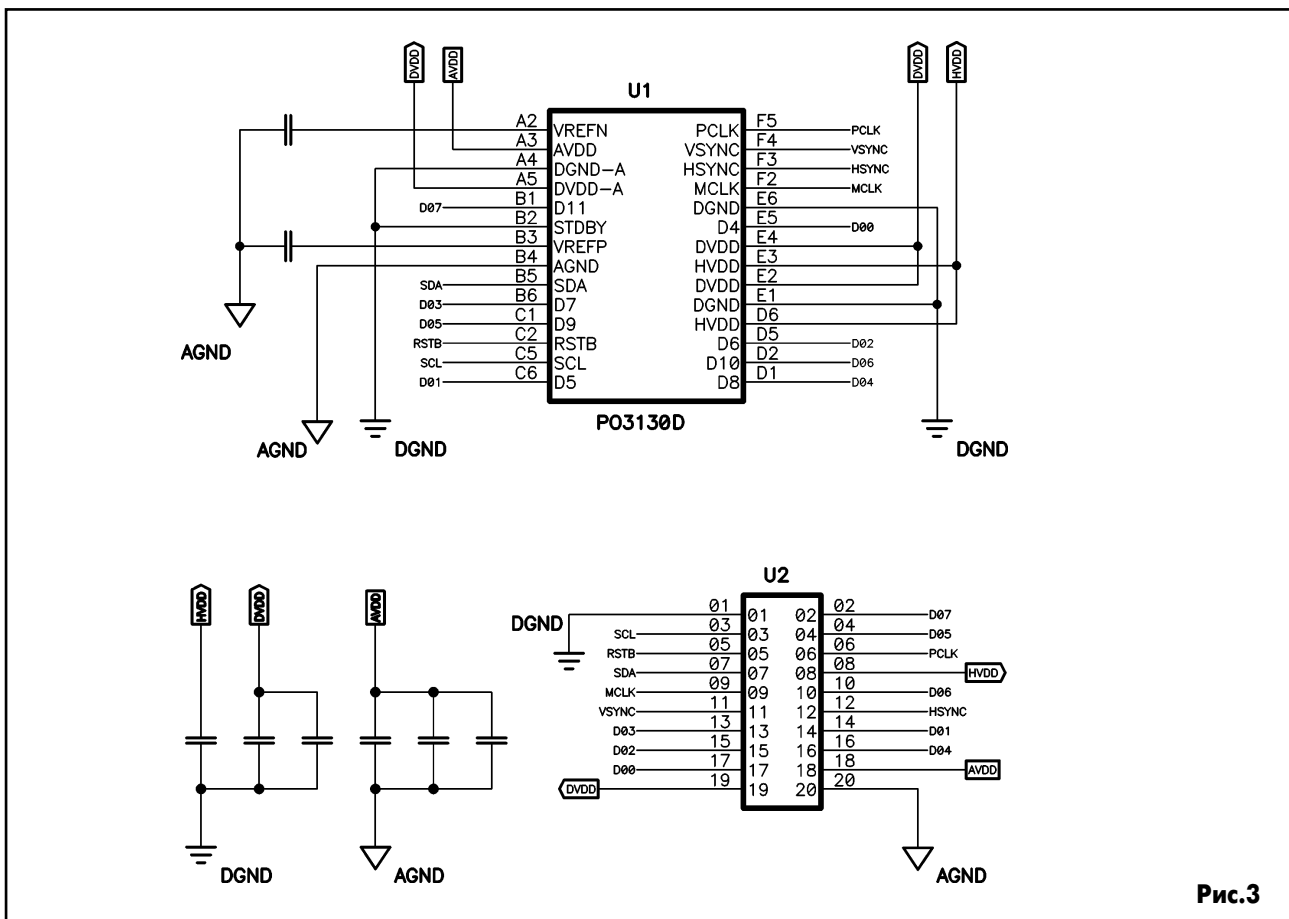 DVDD AVDD DVDD HVDD
U1
A2 VREFN PCLK F5 PCLK
A3 AVDD VSYNC F4 VSYNC
A4 DGND-A HSYNC F3 HSYNC
A5 DVDD-A MCLK F2 MCLK
D07 B1 D11 DGND E6
B2 STDBY D4 E5 D00
B3 VREFP DVDD E4
B4 AGND HVDD E3
SDA B5 SDA DVDD E2
D03 B6 D7 DGND E1
D05 C1 D9 HVDD D6
RSTB C2 RSTB D6 D5 D02
SCL C5 SCL D10 D2 D06
D01 C6 D5 D8 D1 D04
AGND
PO3130D
AGND DGND DGND
HVDD DVDD AVDD
U2
DGND 01 01 02 02 D07
SCL 03 03 04 04 D05
RSTB 05 05 06 06 PCLK
SDA 07 07 08 08 HVDD
MCLK 09 09 10 10 D06
VSYNC 11 11 12 12 HSYNC
D03 13 13 14 14 D01
D02 15 15 16 16 D04
D00 17 17 18 18 AVDD
DVDD 19 19 20 20
DGND AGND AGND
Рис.3